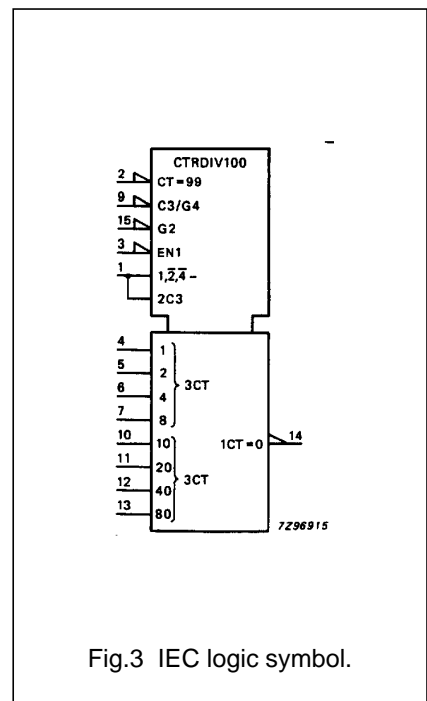 CTRDIV100
2 CT=99
9 C3/G4
15 G2
3 EN1
1 1,2̅,4̅ –
2C3
4 1
5 2
3CT
6 4
7 8
10 10 1CT=0 14
11 20
3CT
12 40
13 80
7Z96915
Fig.3 IEC logic symbol.